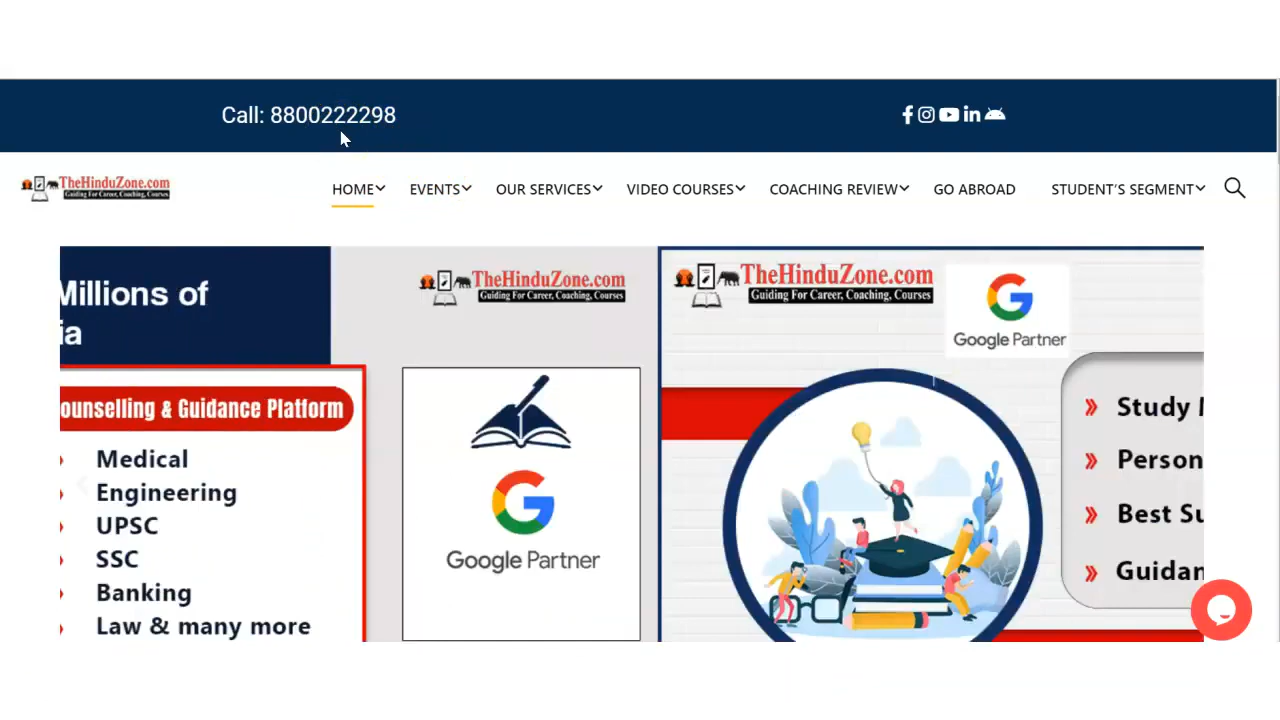 Call: 8800222298
TheHinduZone.com
Guiding For Career, Coaching, Courses
HOME EVENTS OUR SERVICES VIDEO COURSES COACHING REVIEW GO ABROAD STUDENT'S SEGMENT
Millions of
ia
ounselling & Guidance Platform
Medical
Engineering
UPSC
SSC
Banking
Law & many more
TheHinduZone.com
Guiding For Career, Coaching, Courses
Google Partner
TheHinduZone.com
Guiding For Career, Coaching, Courses
Google Partner
Study
Person
Best Su
Guidan